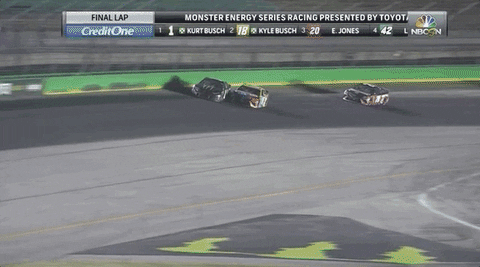 FINAL LAP
MONSTER ENERGY SERIES RACING PRESENTED BY TOYOTA
CreditOne 1 1 KURT BUSCH 2 18 KYLE BUSCH 3 20 E. JONES 4 42 L
NBCSN